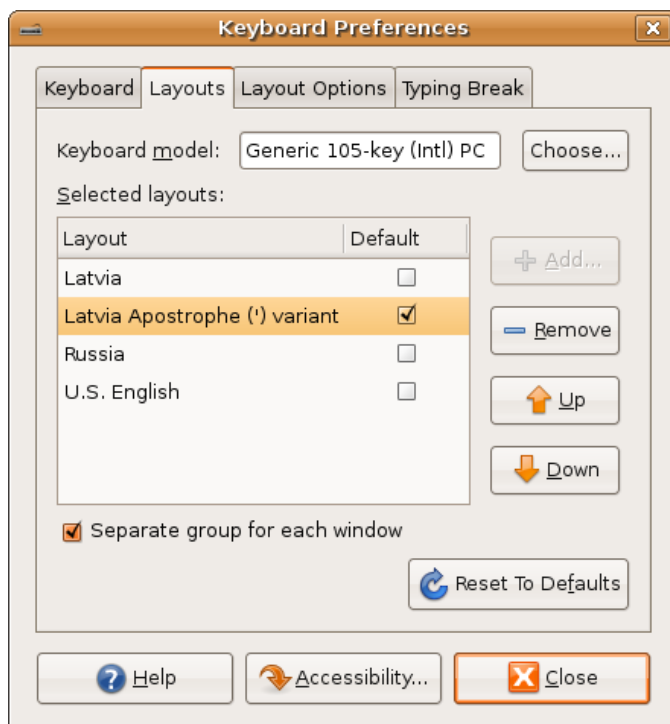 Keyboard Preferences
Keyboard Layouts Layout Options Typing Break
Keyboard model: Generic 105-key (Intl) PC Choose...
Selected layouts:
Layout Default
Latvia
Add...
Latvia Apostrophe (') variant
Remove
Russia
U.S. English
Up
Down
Separate group for each window
Reset To Defaults
Help Accessibility... Close